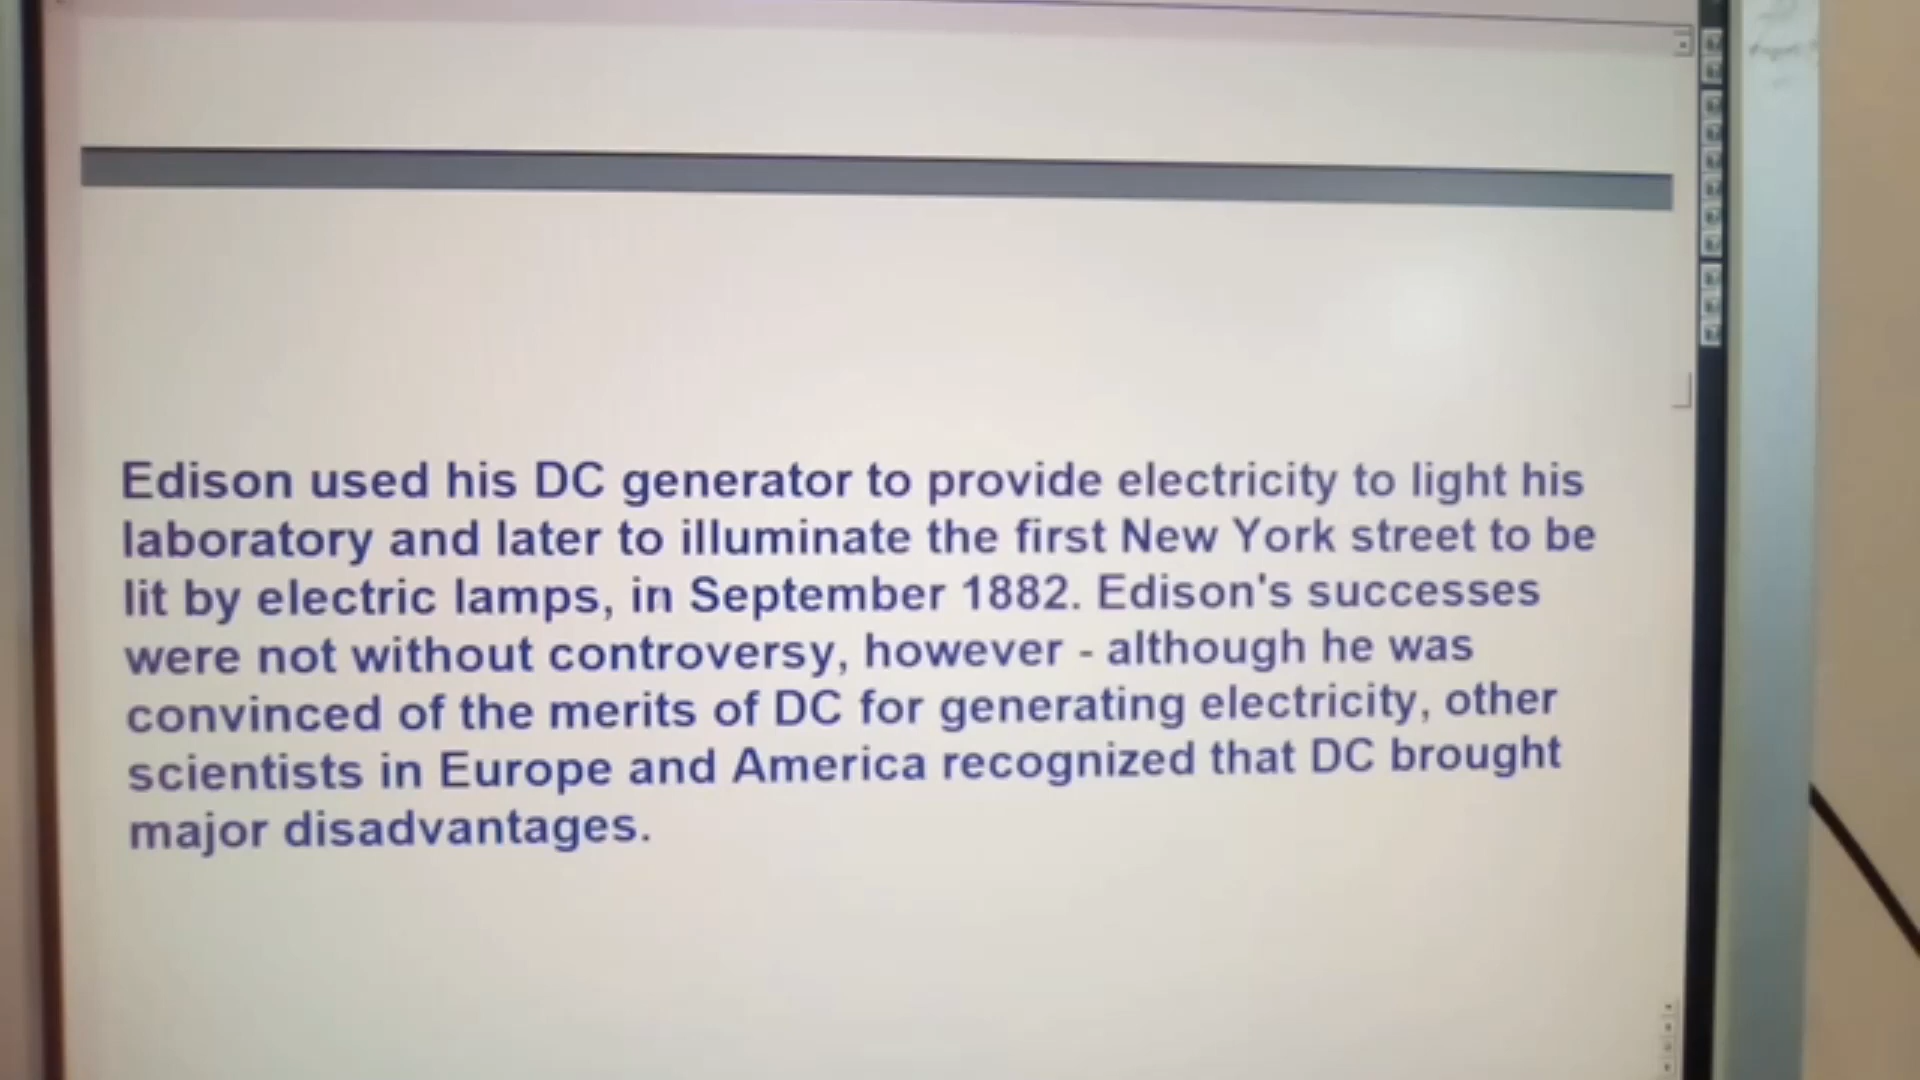 Edison used his DC generator to provide electricity to light his
laboratory and later to illuminate the first New York street to be
lit by electric lamps, in September 1882. Edison's successes
were not without controversy, however - although he was
convinced of the merits of DC for generating electricity, other
scientists in Europe and America recognized that DC brought
major disadvantages.